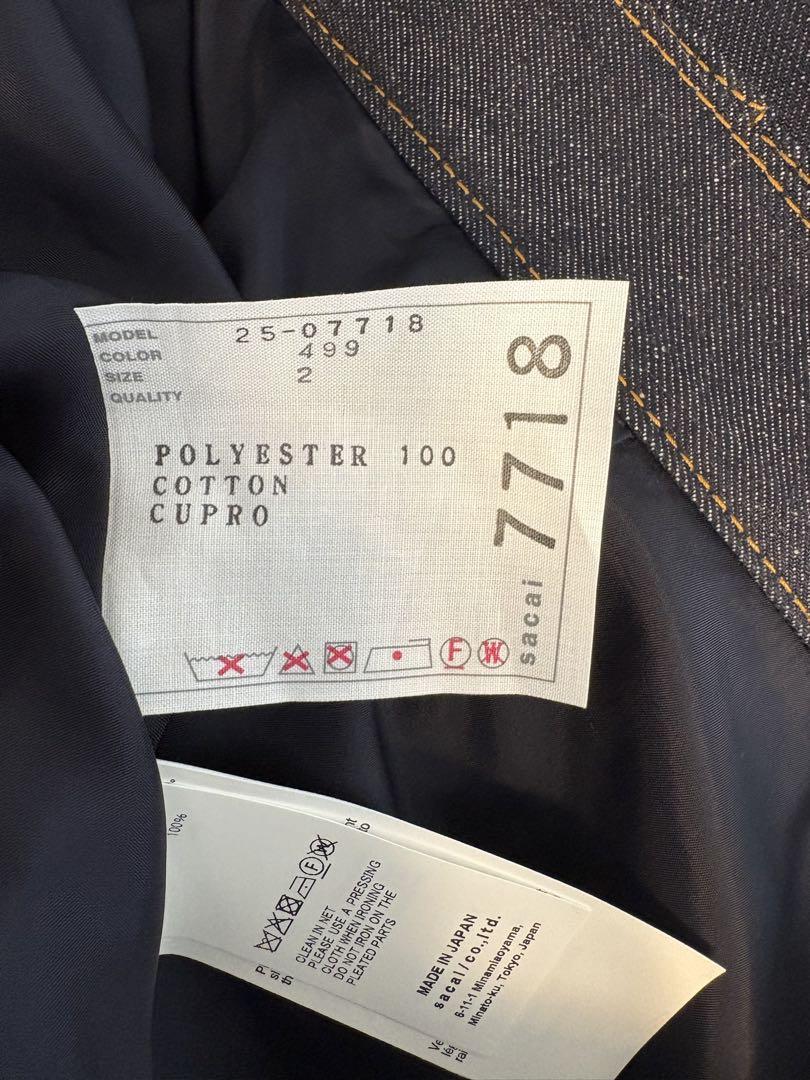 MODEL 25-07718
COLOR 499
SIZE 2
QUALITY
POLYESTER 100
COTTON
CUPRO
sacai 7718
F W
100%
F W
CLEAN IN NET
PLEASE USE A PRESSING
CLOTH WHEN IRONING
DO NOT IRON ON THE
PLEATED PARTS
MADE IN JAPAN
sacai/co.,ltd.
6-11-1 Minamiaoyama,
Minato-ku, Tokyo, Japan